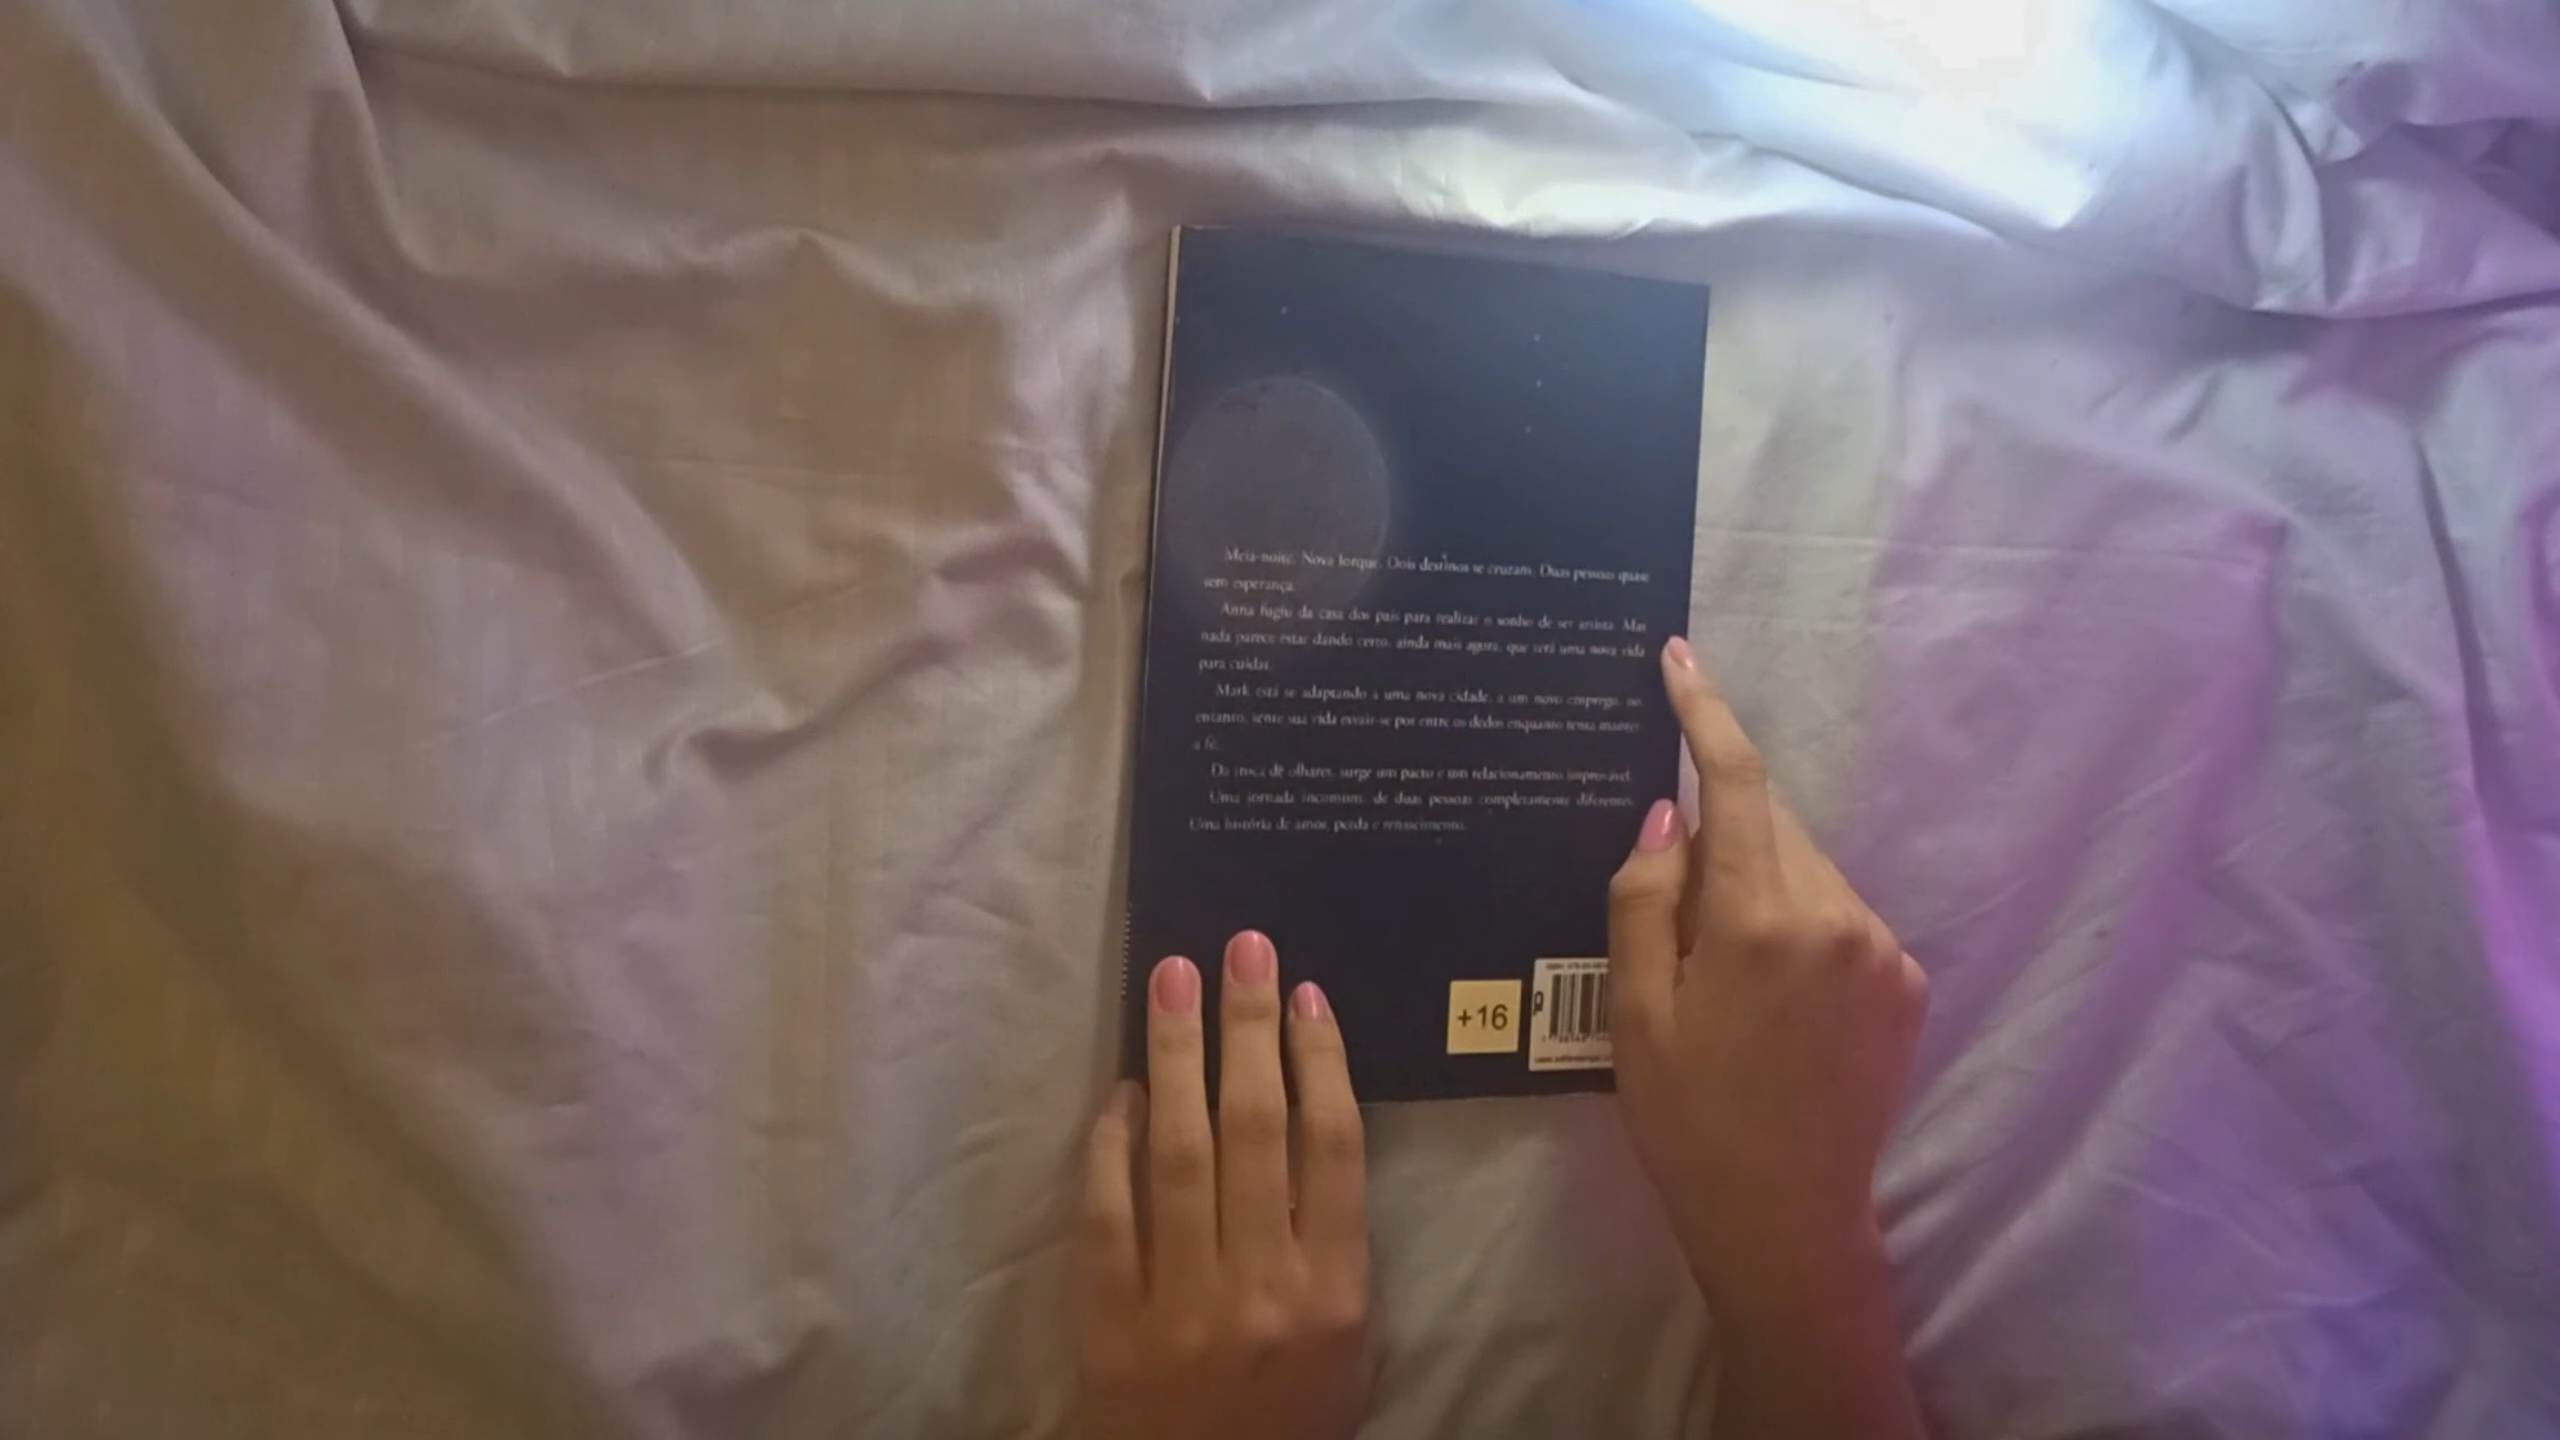 Meia-noite. Nova Iorque. Dois destinos se cruzam. Duas pessoas quase
sem esperança.
Anna fugiu da casa dos pais para realizar o sonho de ser artista. Mas
nada parece estar dando certo, ainda mais agora, que terá uma nova vida
para cuidar.
Mark está se adaptando a uma nova cidade, a um novo emprego, no
entanto, sente sua vida esvair-se por entre os dedos enquanto tenta manter
a fé.
Da troca de olhares, surge um pacto e um relacionamento improvável.
Uma jornada incomum, de duas pessoas completamente diferentes.
Uma história de amor, perda e renascimento.
+16